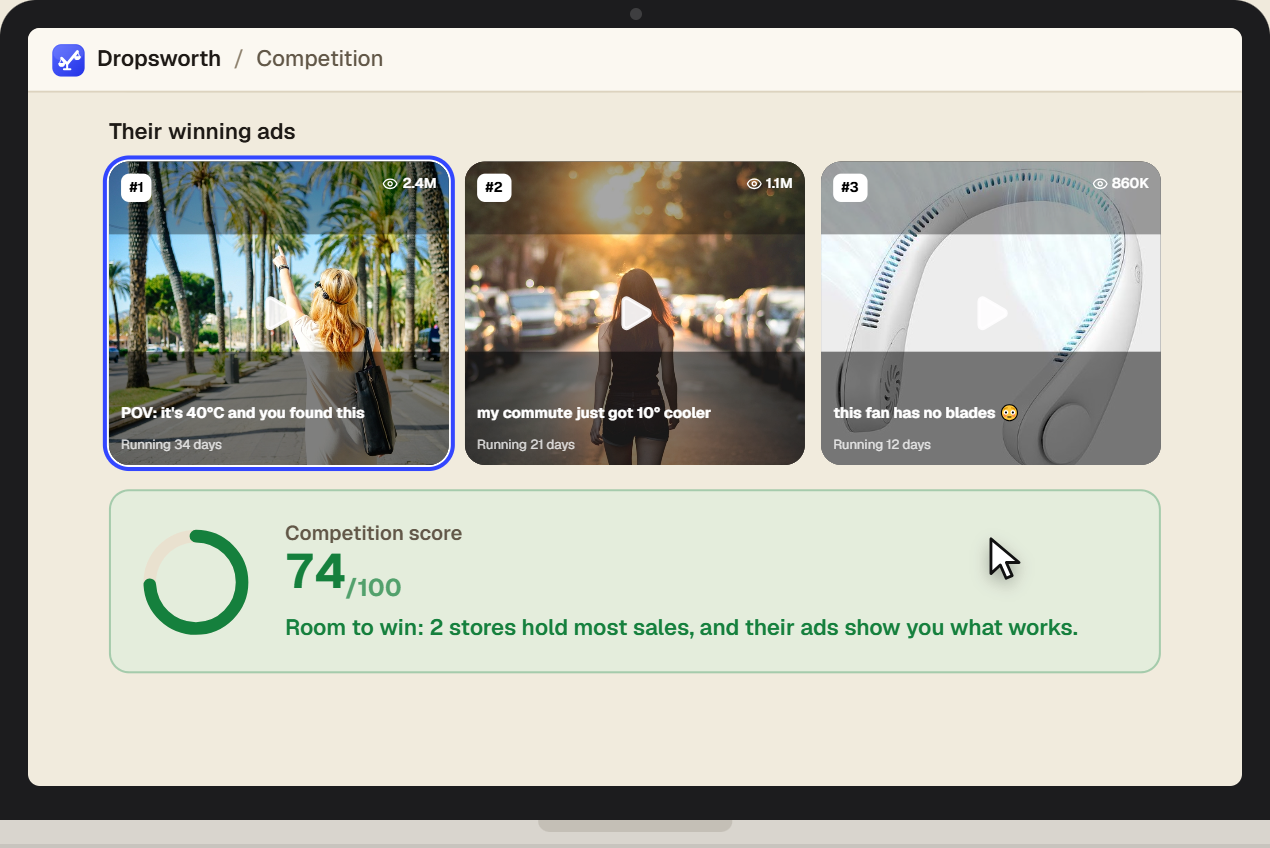 Dropsworth / Competition
Their winning ads
#1
2.4M
POV: it's 40°C and you found this
Running 34 days
#2
1.1M
my commute just got 10° cooler
Running 21 days
#3
860K
this fan has no blades 😳
Running 12 days
Competition score
74/100
Room to win: 2 stores hold most sales, and their ads show you what works.